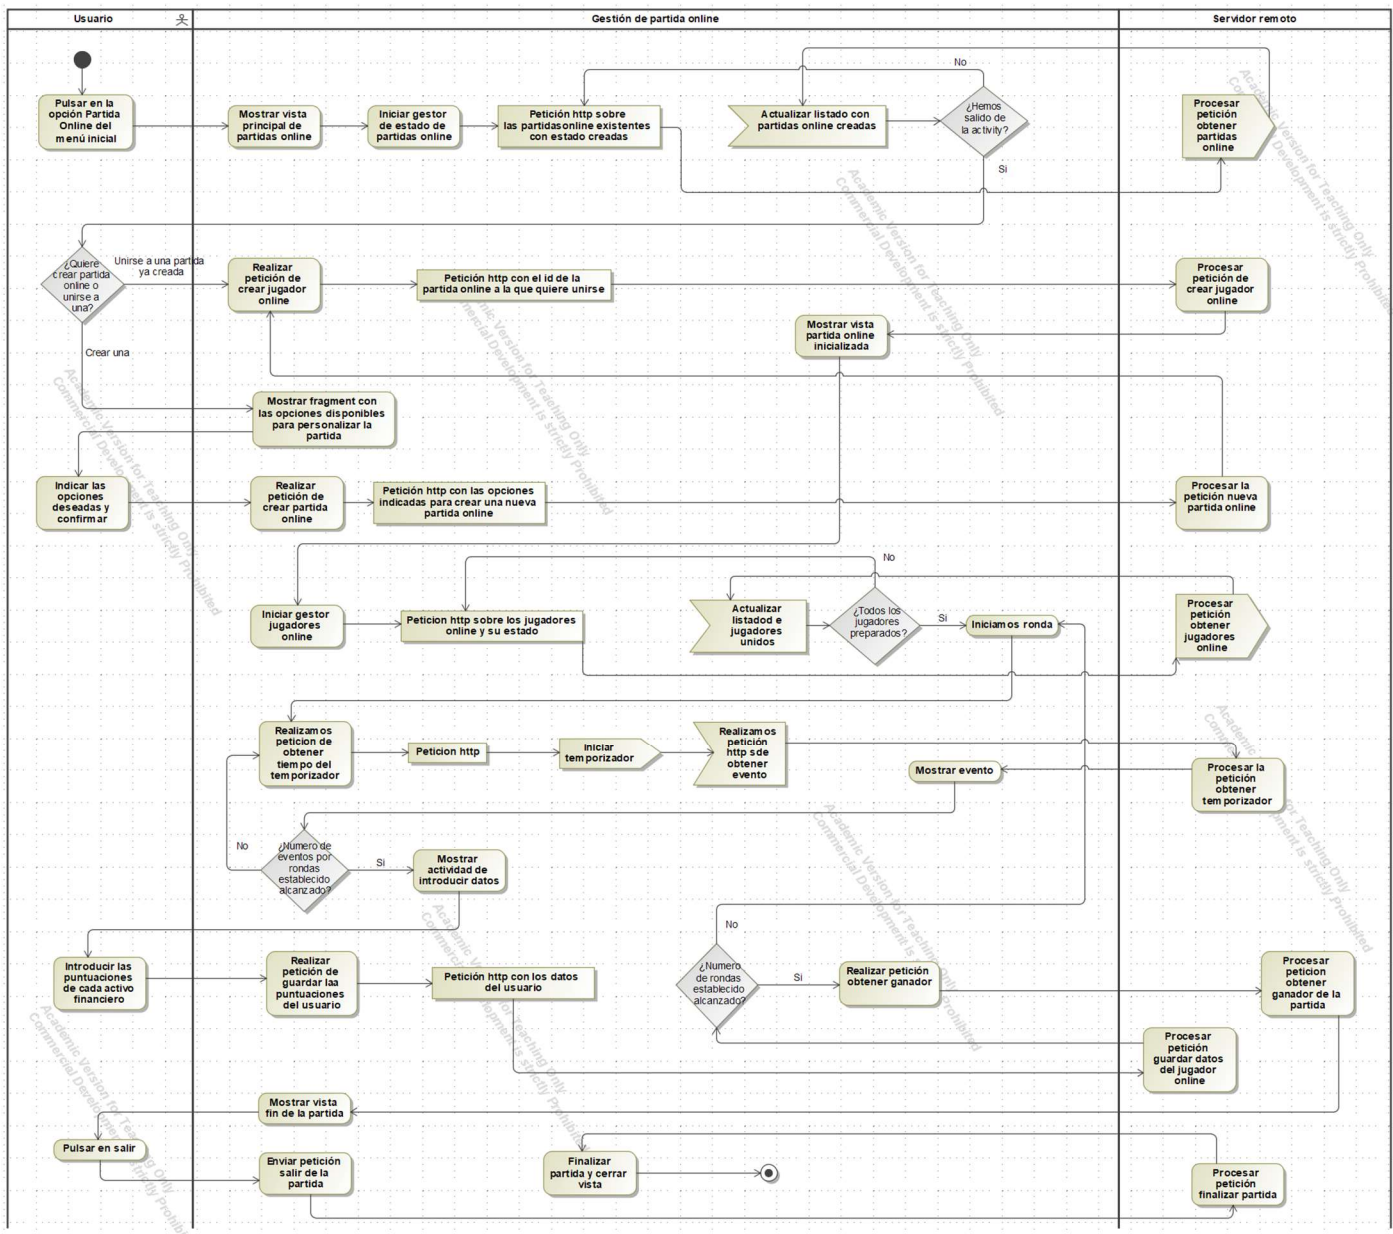 Usuario
Gestión de partida online
Servidor remoto
Pulsar en la
opción Partida
Online del
menú inicial
Mostrar vista
principal de
partidas online
Iniciar gestor
de estado de
partidas online
Petición http sobre
las partidasonline existentes
con estado creadas
Actualizar listado con
partidas online creadas
No
¿Hemos
salido de
la activity?
Si
Procesar
petición
obtener
partidas
online
¿Quiere
crear partida
online o
unirse a
una?
Unirse a una partida
ya creada
Realizar
petición de
crear jugador
online
Petición http con el id de la
partida online a la que quiere unirse
Procesar
petición de
crear jugador
online
Mostrar vista
partida online
inicializada
Crear una
Mostrar fragment con
las opciones disponibles
para personalizar la
partida
Indicar las
opciones
deseadas y
confirmar
Realizar
petición de
crear partida
online
Petición http con las opciones
indicadas para crear una nueva
partida online
Procesar la
petición nueva
partida online
Iniciar gestor
jugadores
online
Peticion http sobre los jugadores
online y su estado
No
Actualizar
listadod e
jugadores
unidos
¿Todos los
jugadores
preparados?
Si
Iniciamos ronda
Procesar
petición
obtener
jugadores
online
Realizamos
peticion de
obtener
tiempo del
temporizador
Peticion http
Iniciar
temporizador
Realizamos
petición
http sde
obtener
evento
Mostrar evento
Procesar la
petición
obtener
temporizador
No
¿Numero de
eventos por
rondas
establecido
alcanzado?
Si
Mostrar
actividad de
introducir datos
Introducir las
puntuaciones
de cada activo
financiero
Realizar
petición de
guardar laa
puntuaciones
del usuario
Petición http con los datos
del usuario
No
¿Numero
de rondas
establecido
alcanzado?
Si
Realizar petición
obtener ganador
Procesar
peticion
obtener
ganador de la
partida
Procesar
petición
guardar datos
del jugador
online
Mostrar vista
fin de la partida
Pulsar en salir
Enviar petición
salir de la
partida
Finalizar
partida y cerrar
vista
Procesar
petición
finalizar partida
Academic Version for Teaching Only
Commercial Development is strictly Prohibited